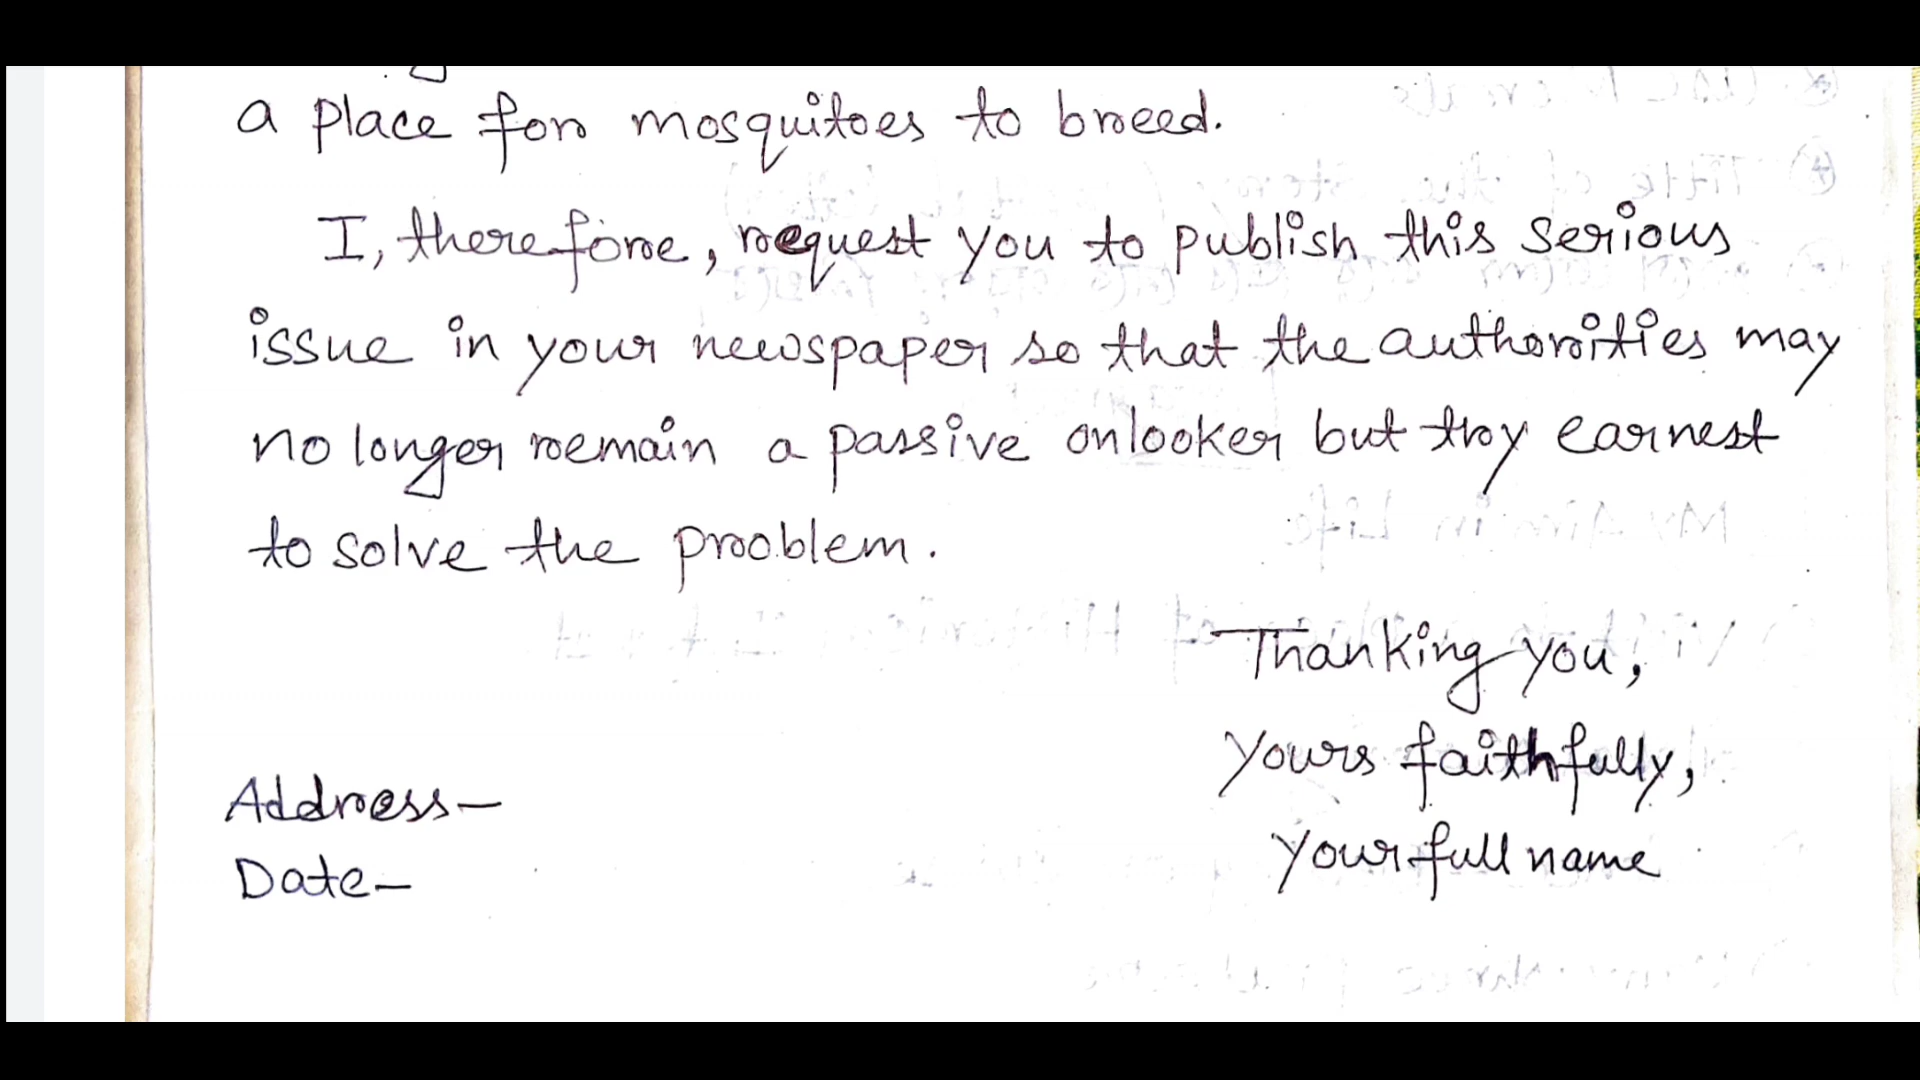 a place for mosquitoes to breed.
I, therefore, request you to publish this serious
issue in your newspaper so that the authorities may
no longer remain a passive onlooker but try earnest
to solve the problem.
Thanking you,
Yours faithfully,
Address—
Your full name
Date—